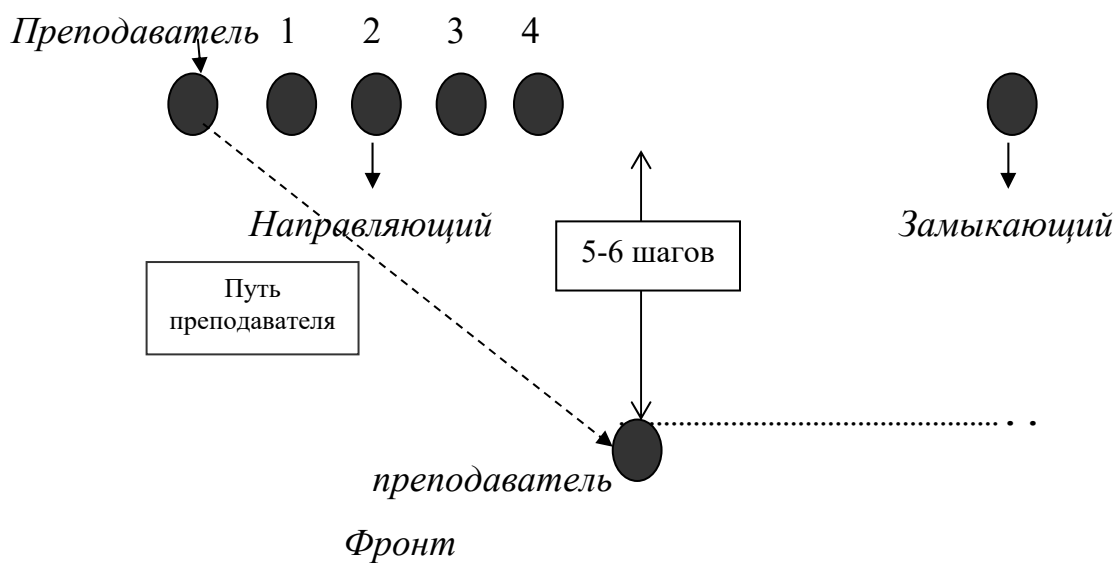 Преподаватель 1 2 3 4
Направляющий
Замыкающий
5-6 шагов
Путь
преподавателя
преподаватель
Фронт